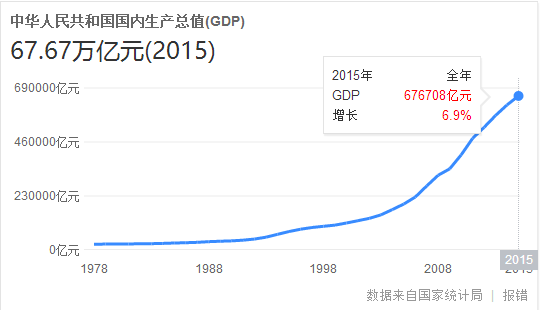 中华人民共和国国内生产总值(GDP)
67.67万亿元(2015)
2015年 全年
GDP 676708亿元
增长 6.9%
690000亿元
460000亿元
230000亿元
0亿元
1978 1988 1998 2008 2015
2015
数据来自国家统计局 | 报错